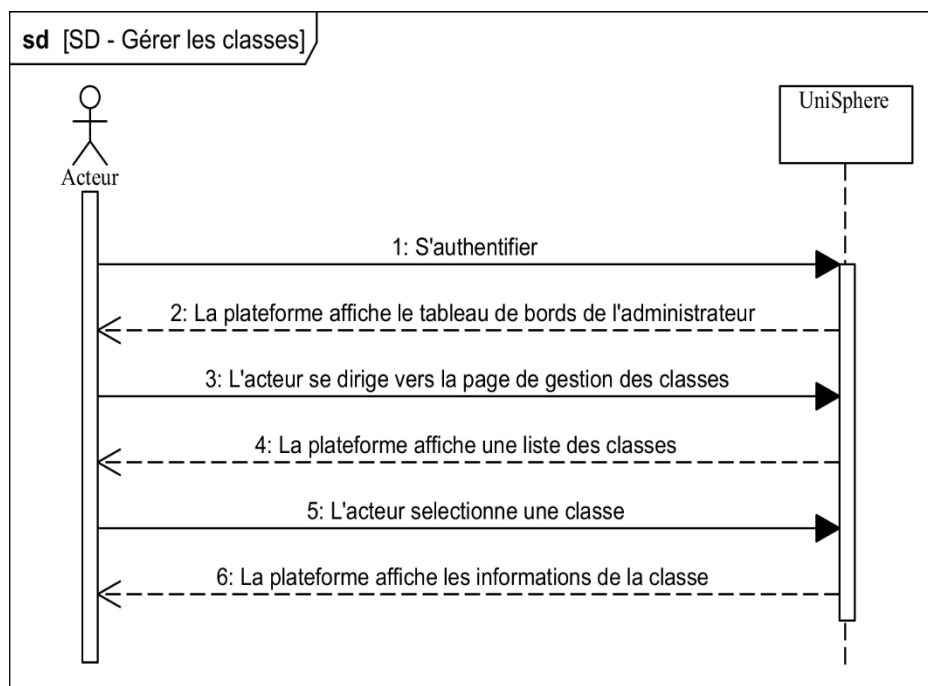 sd [SD - Gérer les classes]
UniSphere
Acteur
1: S'authentifier
2: La plateforme affiche le tableau de bords de l'administrateur
3: L'acteur se dirige vers la page de gestion des classes
4: La plateforme affiche une liste des classes
5: L'acteur selectionne une classe
6: La plateforme affiche les informations de la classe